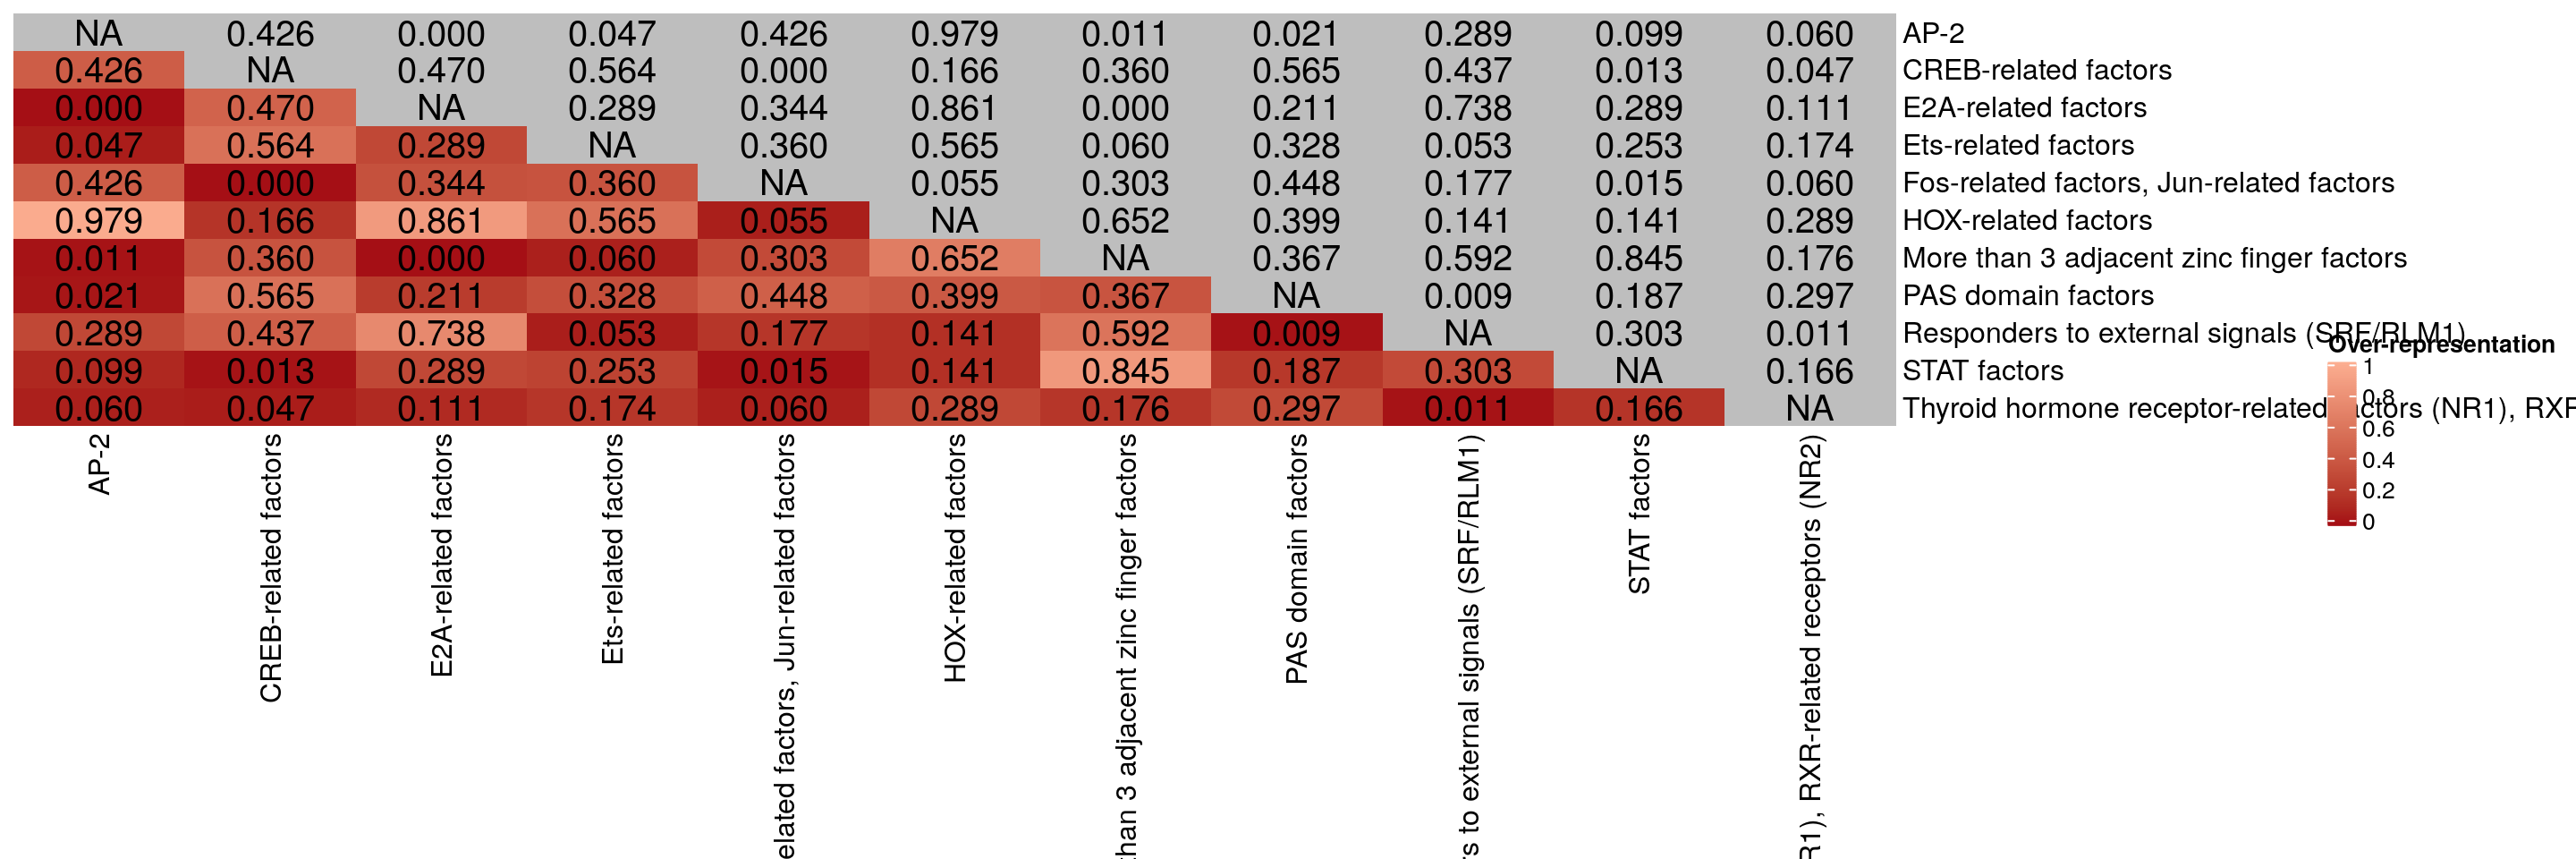 NA 0.426 0.000 0.047 0.426 0.979 0.011 0.021 0.289 0.099 0.060 AP-2
0.426 NA 0.470 0.564 0.000 0.166 0.360 0.565 0.437 0.013 0.047 CREB-related factors
0.000 0.470 NA 0.289 0.344 0.861 0.000 0.211 0.738 0.289 0.111 E2A-related factors
0.047 0.564 0.289 NA 0.360 0.565 0.060 0.328 0.053 0.253 0.174 Ets-related factors
0.426 0.000 0.344 0.360 NA 0.055 0.303 0.448 0.177 0.015 0.060 Fos-related factors, Jun-related factors
0.979 0.166 0.861 0.565 0.055 NA 0.652 0.399 0.141 0.141 0.289 HOX-related factors
0.011 0.360 0.000 0.060 0.303 0.652 NA 0.367 0.592 0.845 0.176 More than 3 adjacent zinc finger factors
0.021 0.565 0.211 0.328 0.448 0.399 0.367 NA 0.009 0.187 0.297 PAS domain factors
0.289 0.437 0.738 0.053 0.177 0.141 0.592 0.009 NA 0.303 0.011 Responders to external signals (SRF/RLM1)
0.099 0.013 0.289 0.253 0.015 0.141 0.845 0.187 0.303 NA 0.166 STAT factors
0.060 0.047 0.111 0.174 0.060 0.289 0.176 0.297 0.011 0.166 NA Thyroid hormone receptor-related factors (NR1), RXR
Over-representation
1
0.8
0.6
0.4
0.2
0
AP-2
CREB-related factors
E2A-related factors
Ets-related factors
elated factors, Jun-related factors
HOX-related factors
than 3 adjacent zinc finger factors
PAS domain factors
rs to external signals (SRF/RLM1)
STAT factors
R1), RXR-related receptors (NR2)